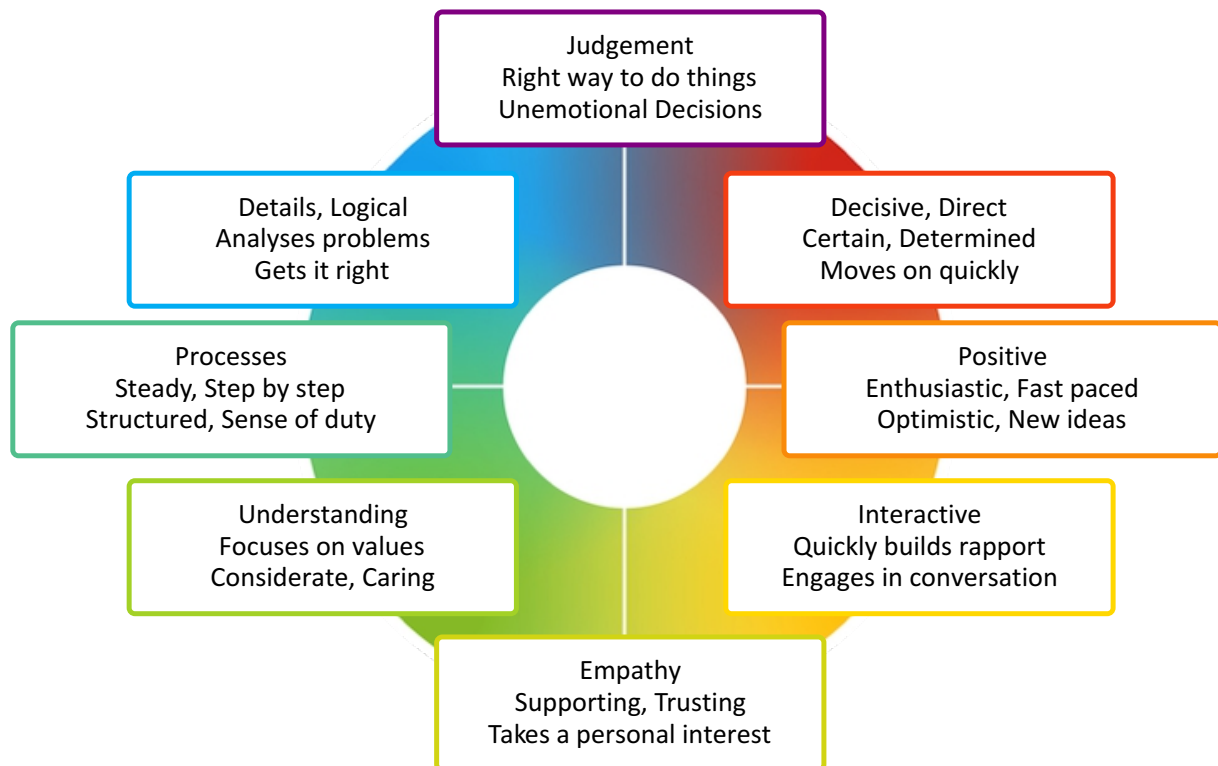 Judgement
Right way to do things
Unemotional Decisions
Details, Logical
Analyses problems
Gets it right
Decisive, Direct
Certain, Determined
Moves on quickly
Processes
Steady, Step by step
Structured, Sense of duty
Positive
Enthusiastic, Fast paced
Optimistic, New ideas
Understanding
Focuses on values
Considerate, Caring
Interactive
Quickly builds rapport
Engages in conversation
Empathy
Supporting, Trusting
Takes a personal interest